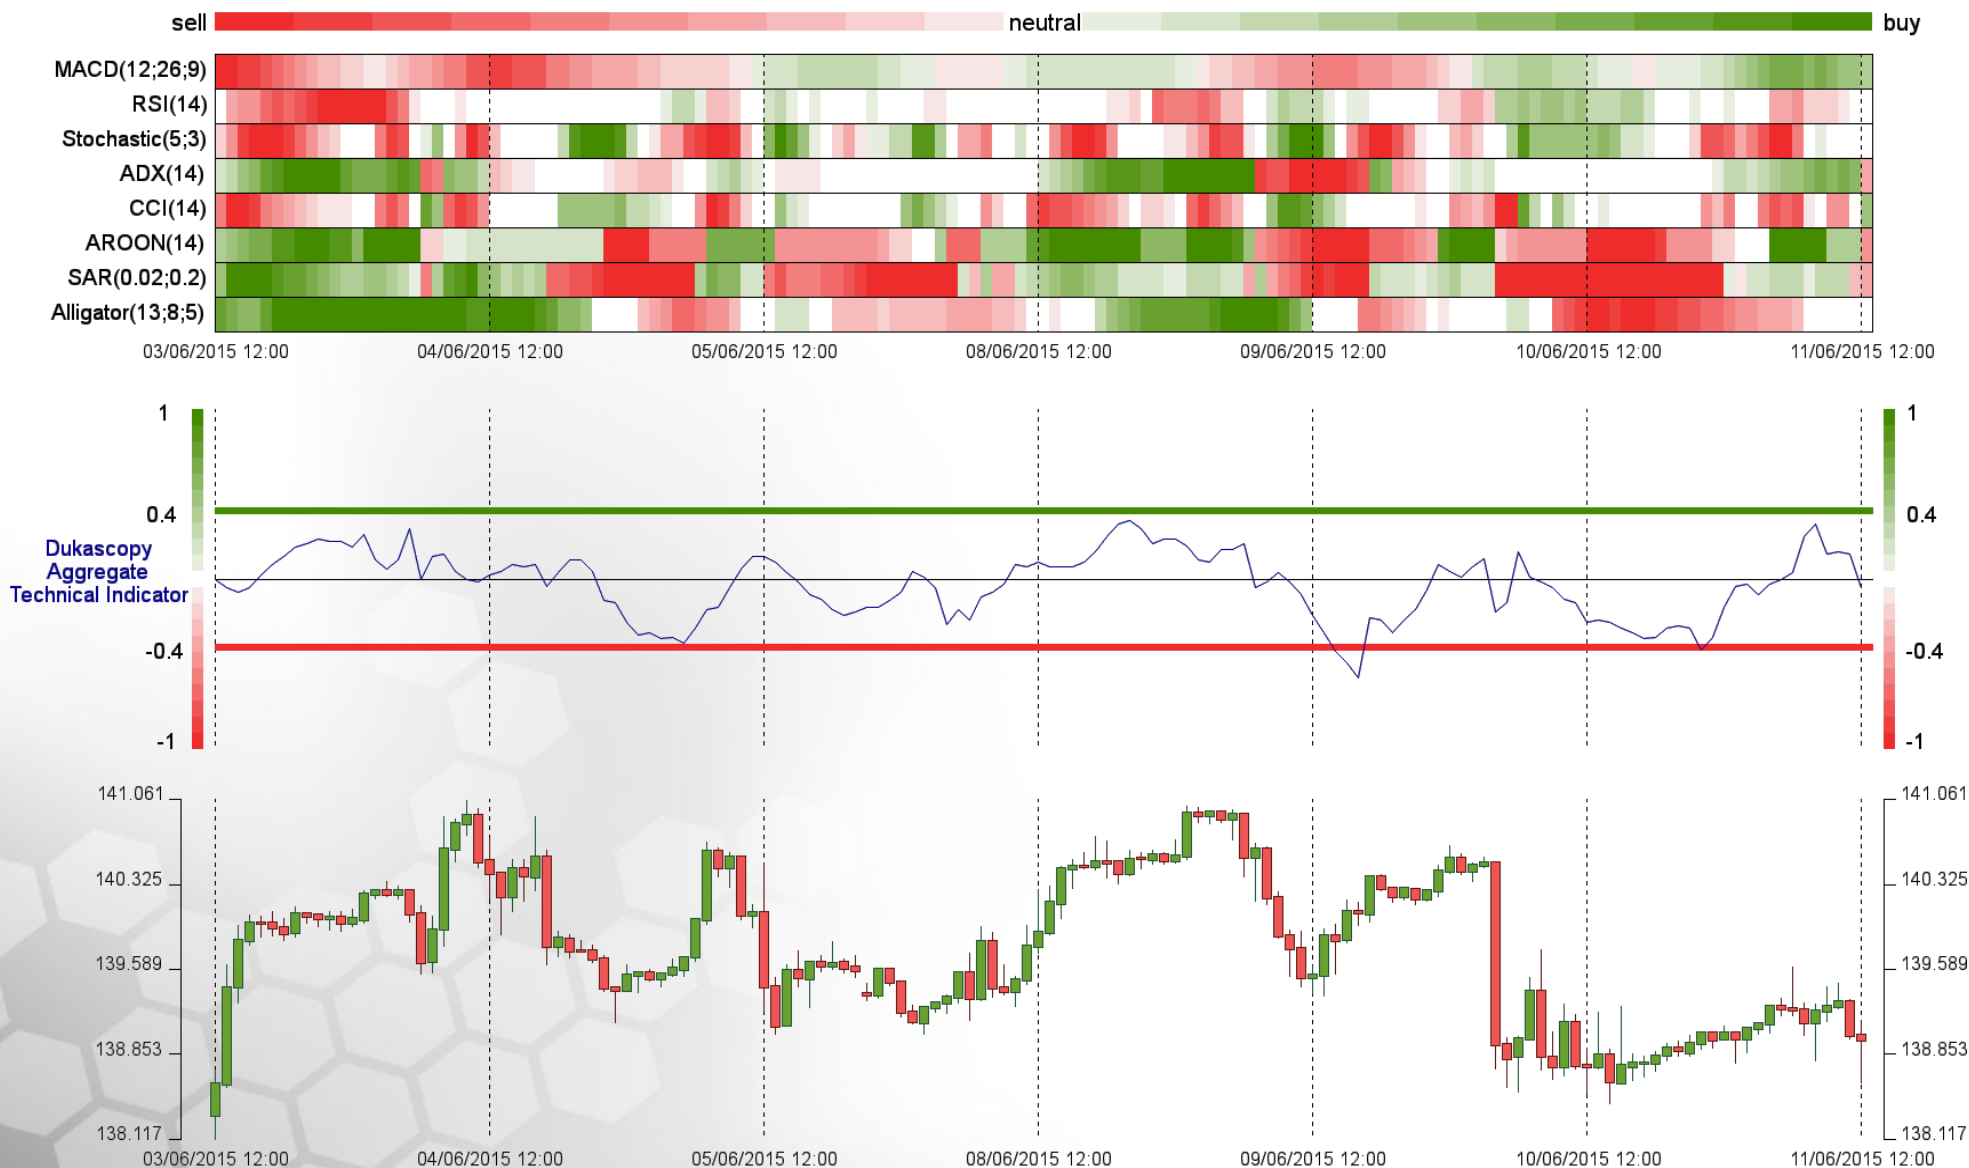 sell neutral buy
MACD(12;26;9)
RSI(14)
Stochastic(5;3)
ADX(14)
CCI(14)
AROON(14)
SAR(0.02;0.2)
Alligator(13;8;5)
03/06/2015 12:00 04/06/2015 12:00 05/06/2015 12:00 08/06/2015 12:00 09/06/2015 12:00 10/06/2015 12:00 11/06/2015 12:00
1 1
0.4 0.4
Dukascopy
Aggregate
Technical Indicator
-0.4 -0.4
-1 -1
141.061 141.061
140.325 140.325
139.589 139.589
138.853 138.853
138.117 138.117
03/06/2015 12:00 04/06/2015 12:00 05/06/2015 12:00 08/06/2015 12:00 09/06/2015 12:00 10/06/2015 12:00 11/06/2015 12:00